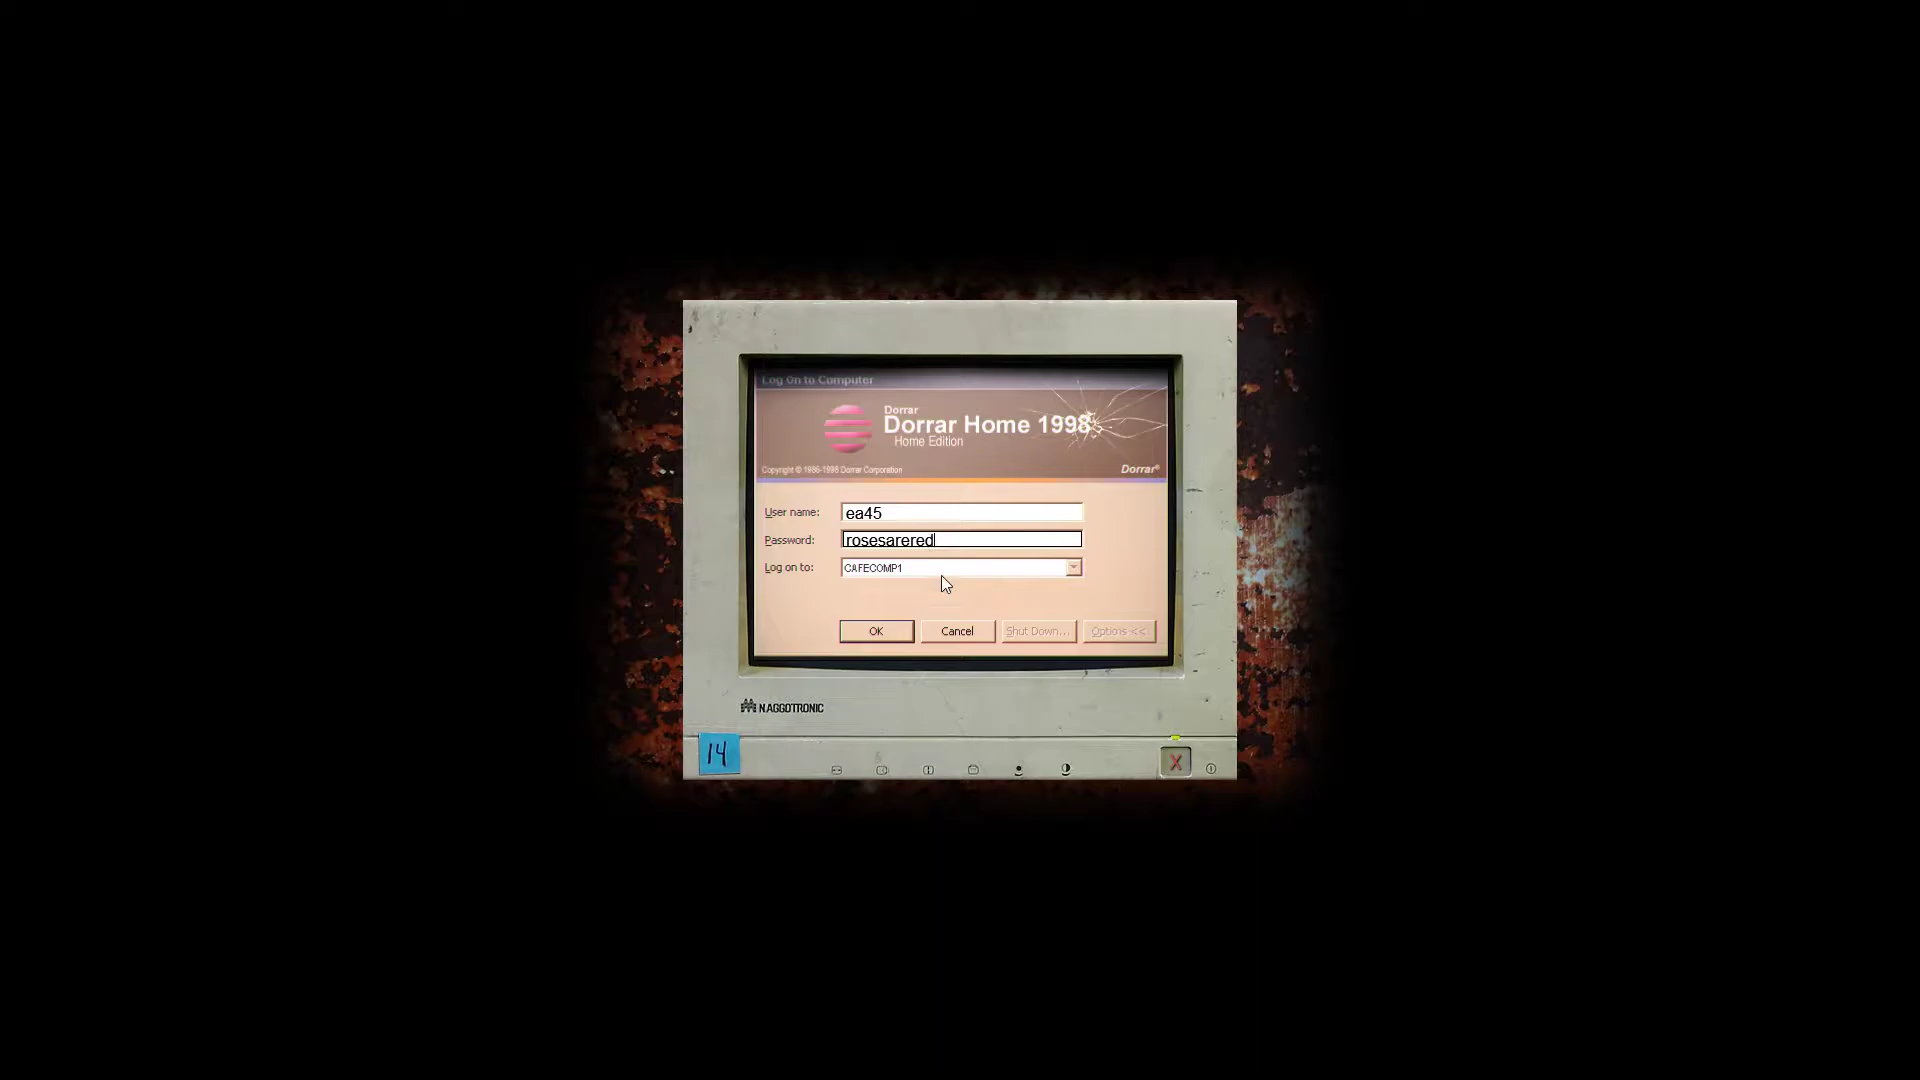 Log On to Computer
Dorrar
Dorrar Home 1998
Home Edition
Copyright © 1986-1998 Dorrar Corporation
Dorrar®
User name: ea45
Password: rosesarered
Log on to: CAFECOMP1
OK Cancel Shut Down... Options <<
NAGGOTRONIC
14
X